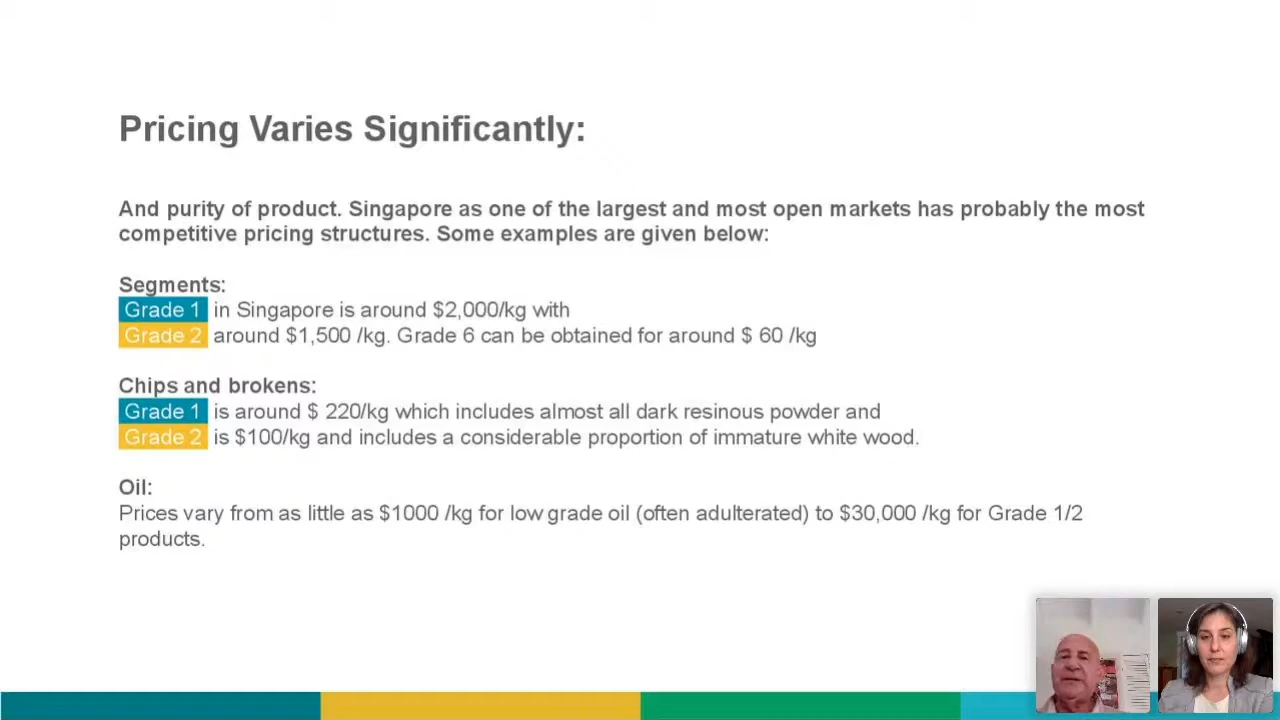 Pricing Varies Significantly:
And purity of product. Singapore as one of the largest and most open markets has probably the most
competitive pricing structures. Some examples are given below:
Segments:
Grade 1 in Singapore is around $2,000/kg with
Grade 2 around $1,500 /kg. Grade 6 can be obtained for around $ 60 /kg
Chips and brokens:
Grade 1 is around $ 220/kg which includes almost all dark resinous powder and
Grade 2 is $100/kg and includes a considerable proportion of immature white wood.
Oil:
Prices vary from as little as $1000 /kg for low grade oil (often adulterated) to $30,000 /kg for Grade 1/2
products.